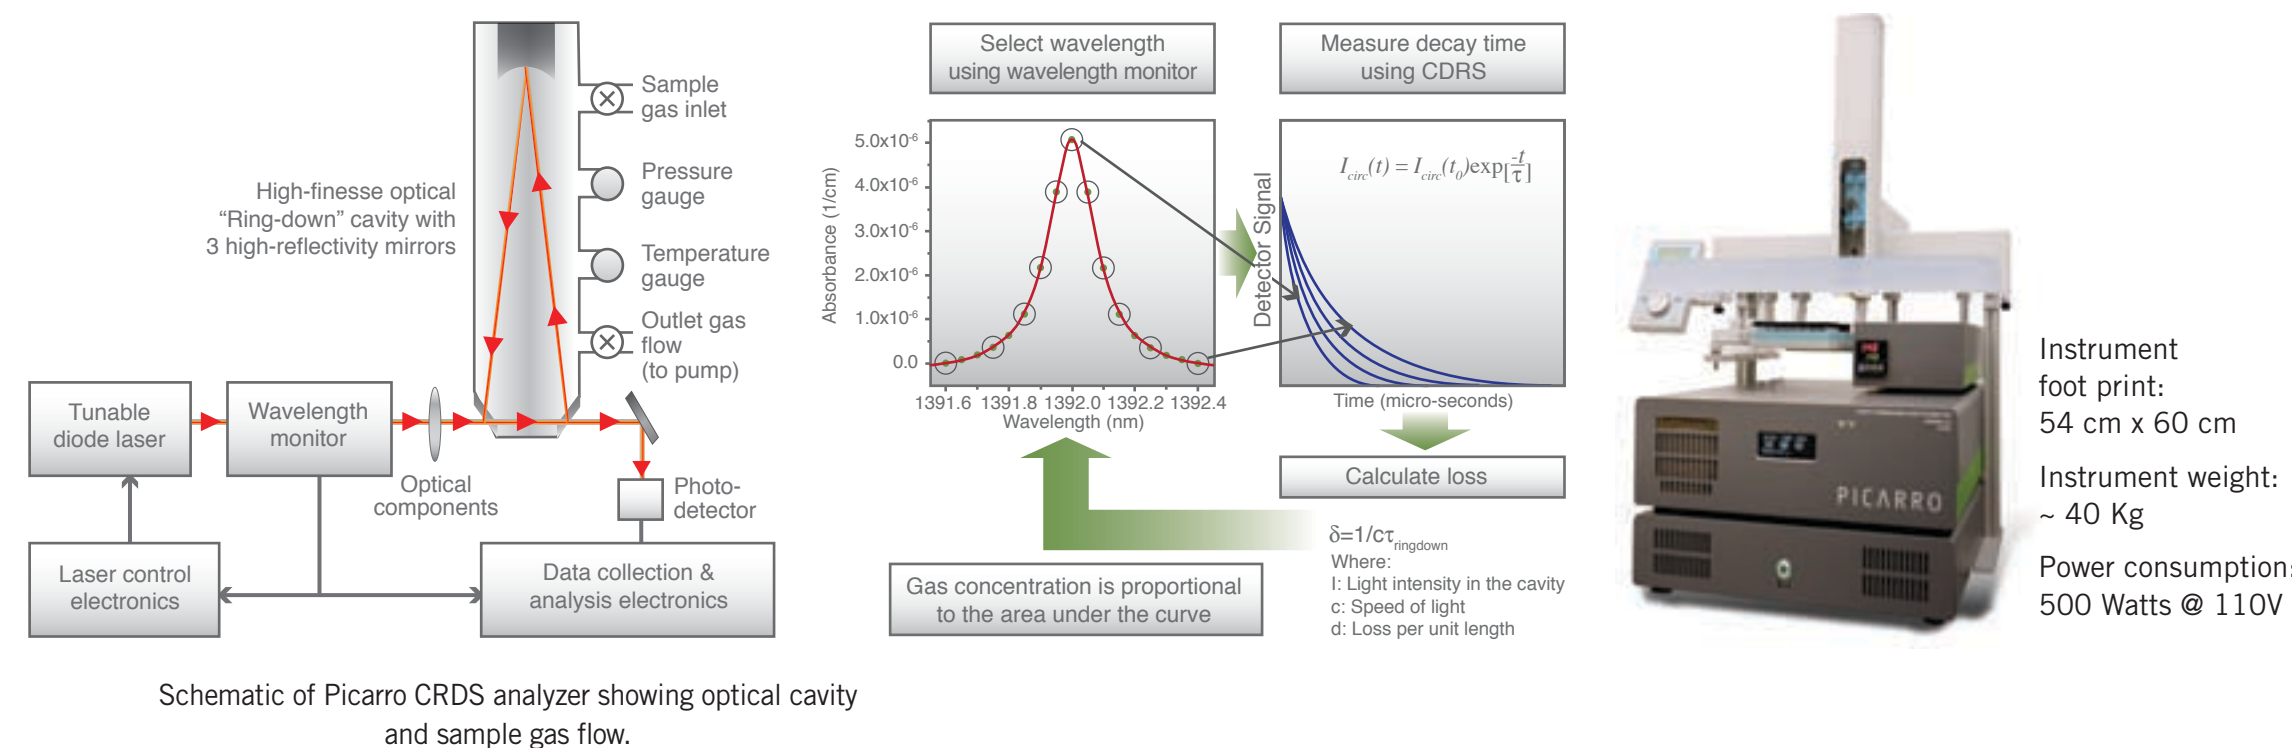 Sample
gas inlet
Pressure
gauge
Temperature
gauge
Outlet gas
flow
(to pump)
High-finesse optical
“Ring-down” cavity with
3 high-reflectivity mirrors
Tunable
diode laser
Wavelength
monitor
Optical
components
Photo-
detector
Laser control
electronics
Data collection &
analysis electronics
Schematic of Picarro CRDS analyzer showing optical cavity
and sample gas flow.
Select wavelength
using wavelength monitor
Absorbance (1/cm)
5.0x10⁻⁶
4.0x10⁻⁶
3.0x10⁻⁶
2.0x10⁻⁶
1.0x10⁻⁶
0.0
1391.6 1391.8 1392.0 1392.2 1392.4
Wavelength (nm)
Measure decay time
using CDRS
I_circ(t) = I_circ(t_0)exp[-t/τ]
Detector Signal
Time (micro-seconds)
Calculate loss
δ=1/cτ_ringdown
Where:
I: Light intensity in the cavity
c: Speed of light
d: Loss per unit length
Gas concentration is proportional
to the area under the curve
PICARRO
Instrument
foot print:
54 cm x 60 cm
Instrument weight:
~ 40 Kg
Power consumption:
500 Watts @ 110V